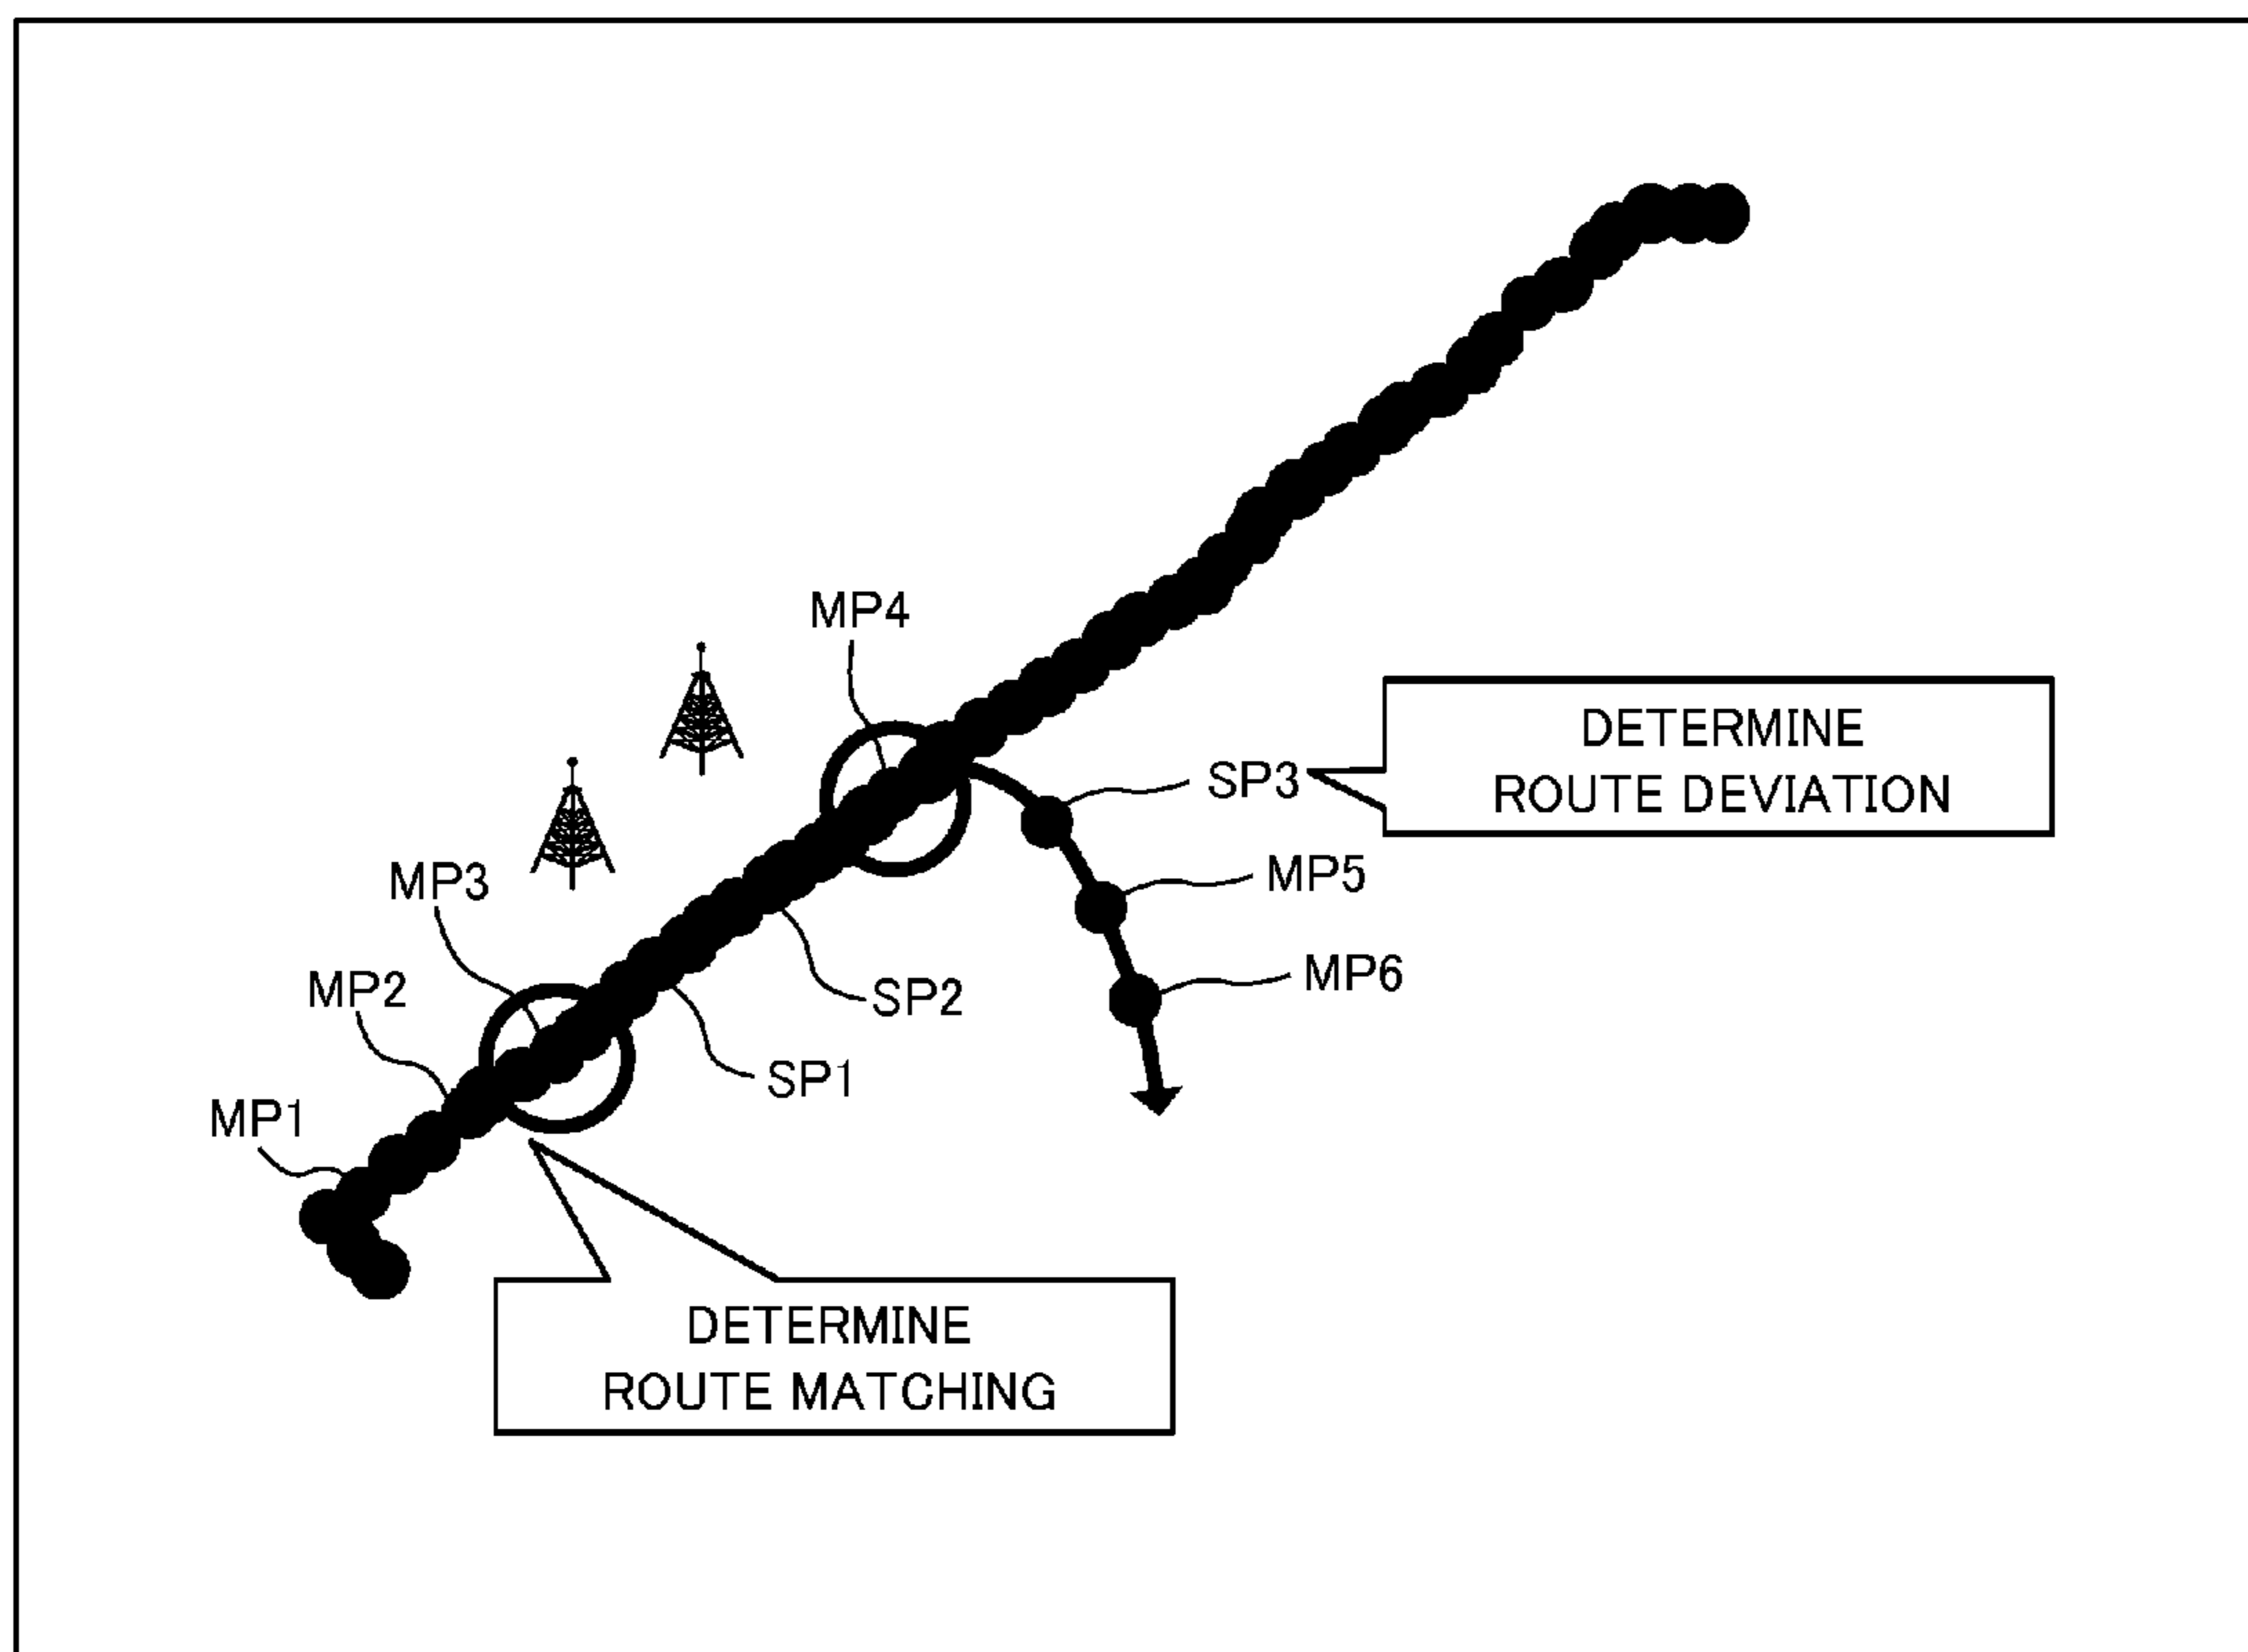 MP4
DETERMINE
ROUTE DEVIATION
SP3
MP3
MP5
MP2
MP6
SP2
SP1
MP1
DETERMINE
ROUTE MATCHING